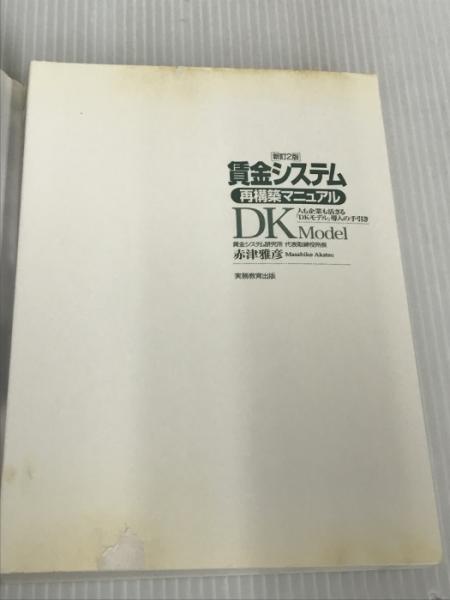 新訂2版
賃金システム
再構築マニュアル
人も企業も活きる
「DKモデル」導入の手引き
DK Model
賃金システム研究所 代表取締役所長
赤津雅彦 Masahiko Akatsu
実務教育出版